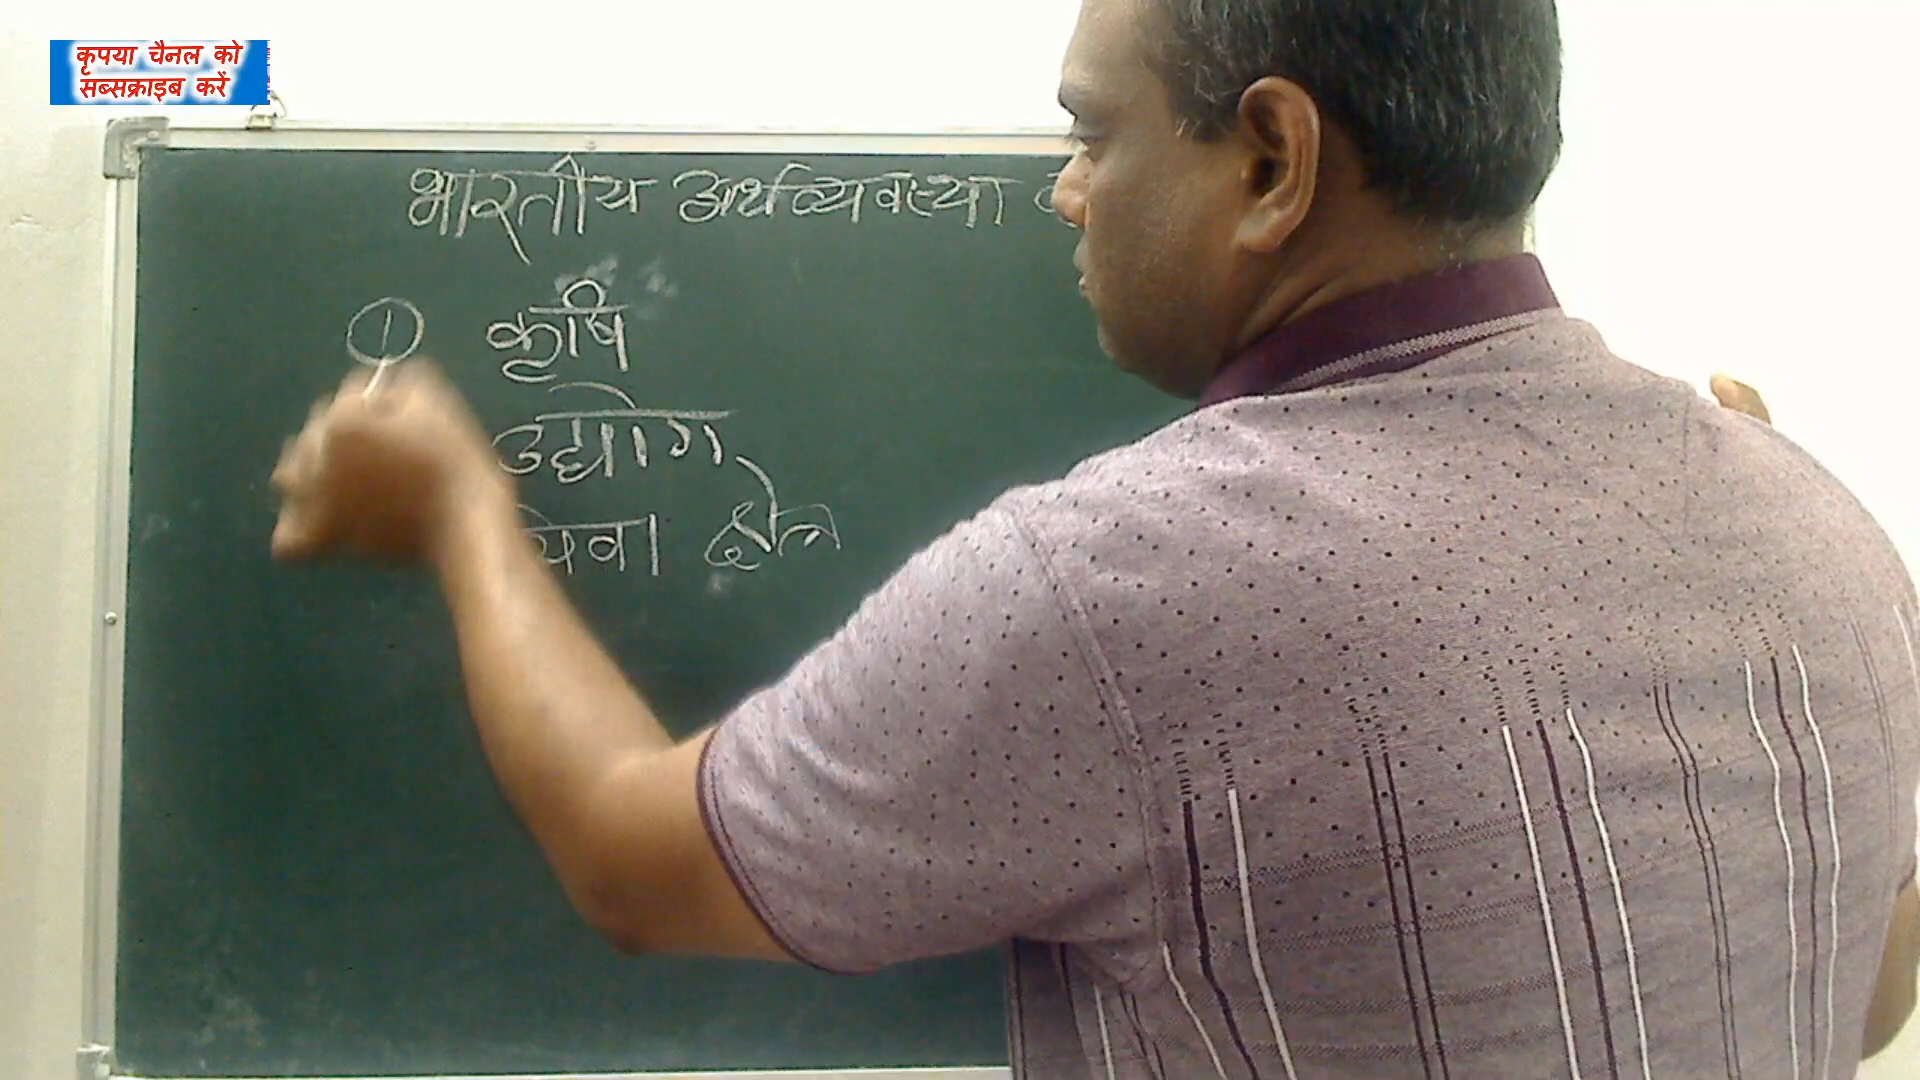 कृपया चैनल को
सब्सक्राइब करें
भारतीय अर्थव्यवस्था
① कृषि
उद्योग
सेवा क्षेत्र